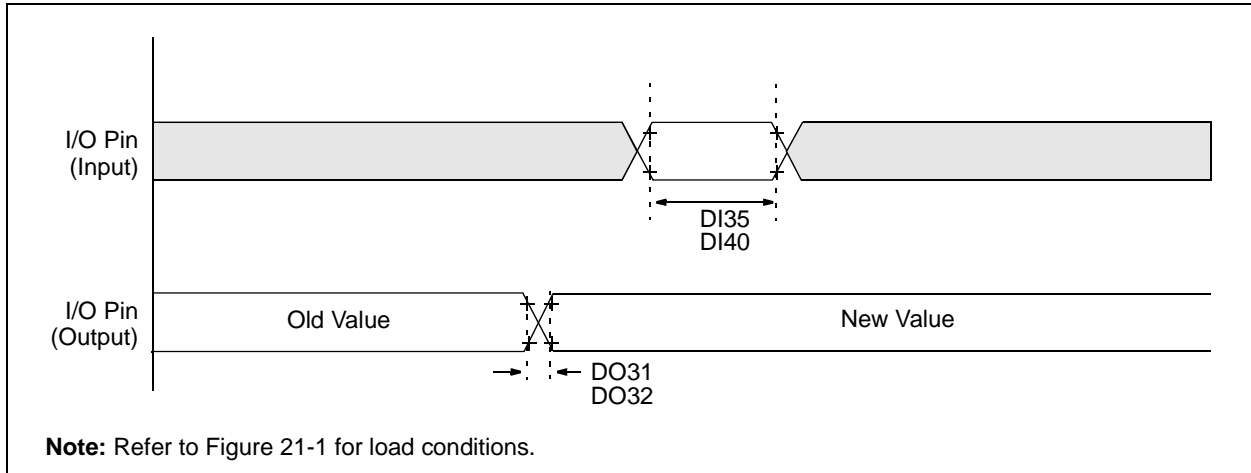 I/O Pin
(Input)
DI35
DI40
I/O Pin
(Output)
Old Value
New Value
DO31
DO32
Note: Refer to Figure 21-1 for load conditions.